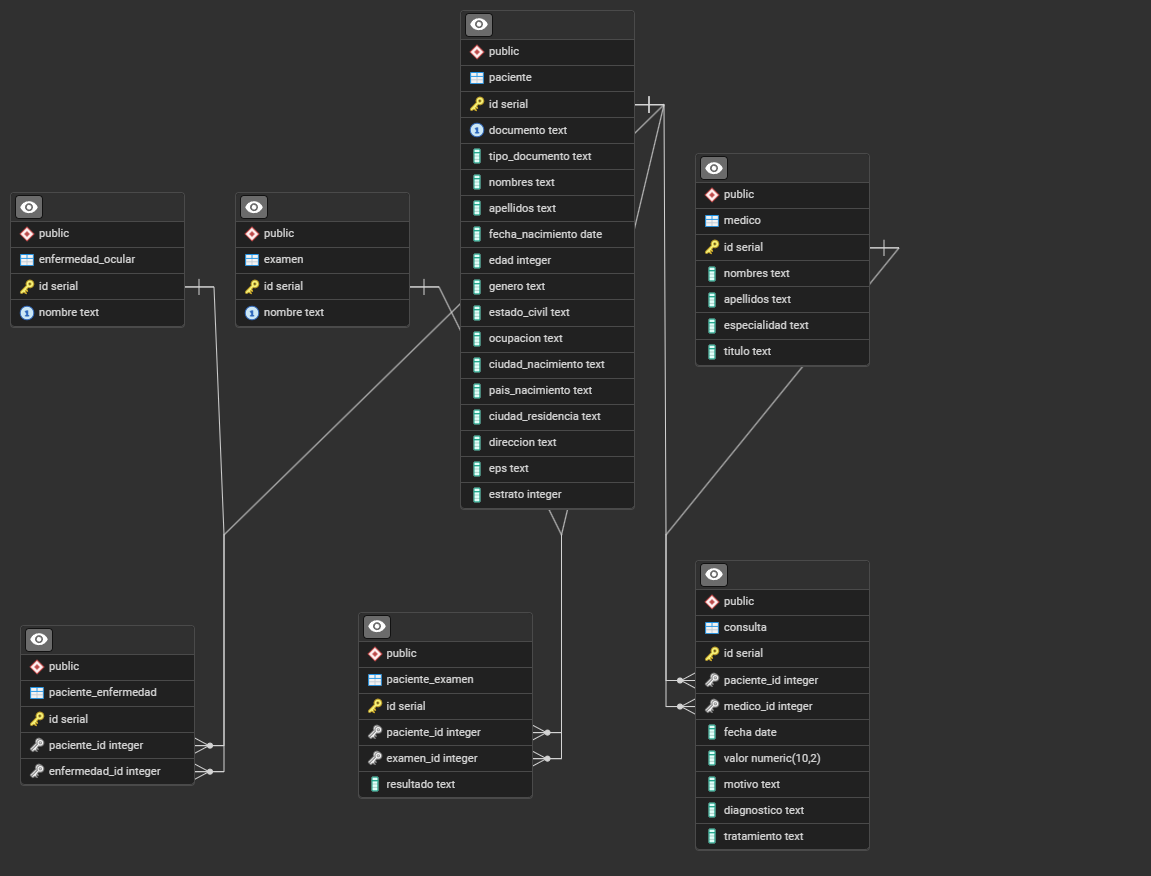 public
paciente
id serial
documento text
tipo_documento text
nombres text
apellidos text
fecha_nacimiento date
edad integer
genero text
estado_civil text
ocupacion text
ciudad_nacimiento text
pais_nacimiento text
ciudad_residencia text
direccion text
eps text
estrato integer
public
medico
id serial
nombres text
apellidos text
especialidad text
titulo text
public
enfermedad_ocular
id serial
nombre text
public
examen
id serial
nombre text
public
paciente_enfermedad
id serial
paciente_id integer
enfermedad_id integer
public
paciente_examen
id serial
paciente_id integer
examen_id integer
resultado text
public
consulta
id serial
paciente_id integer
medico_id integer
fecha date
valor numeric(10,2)
motivo text
diagnostico text
tratamiento text